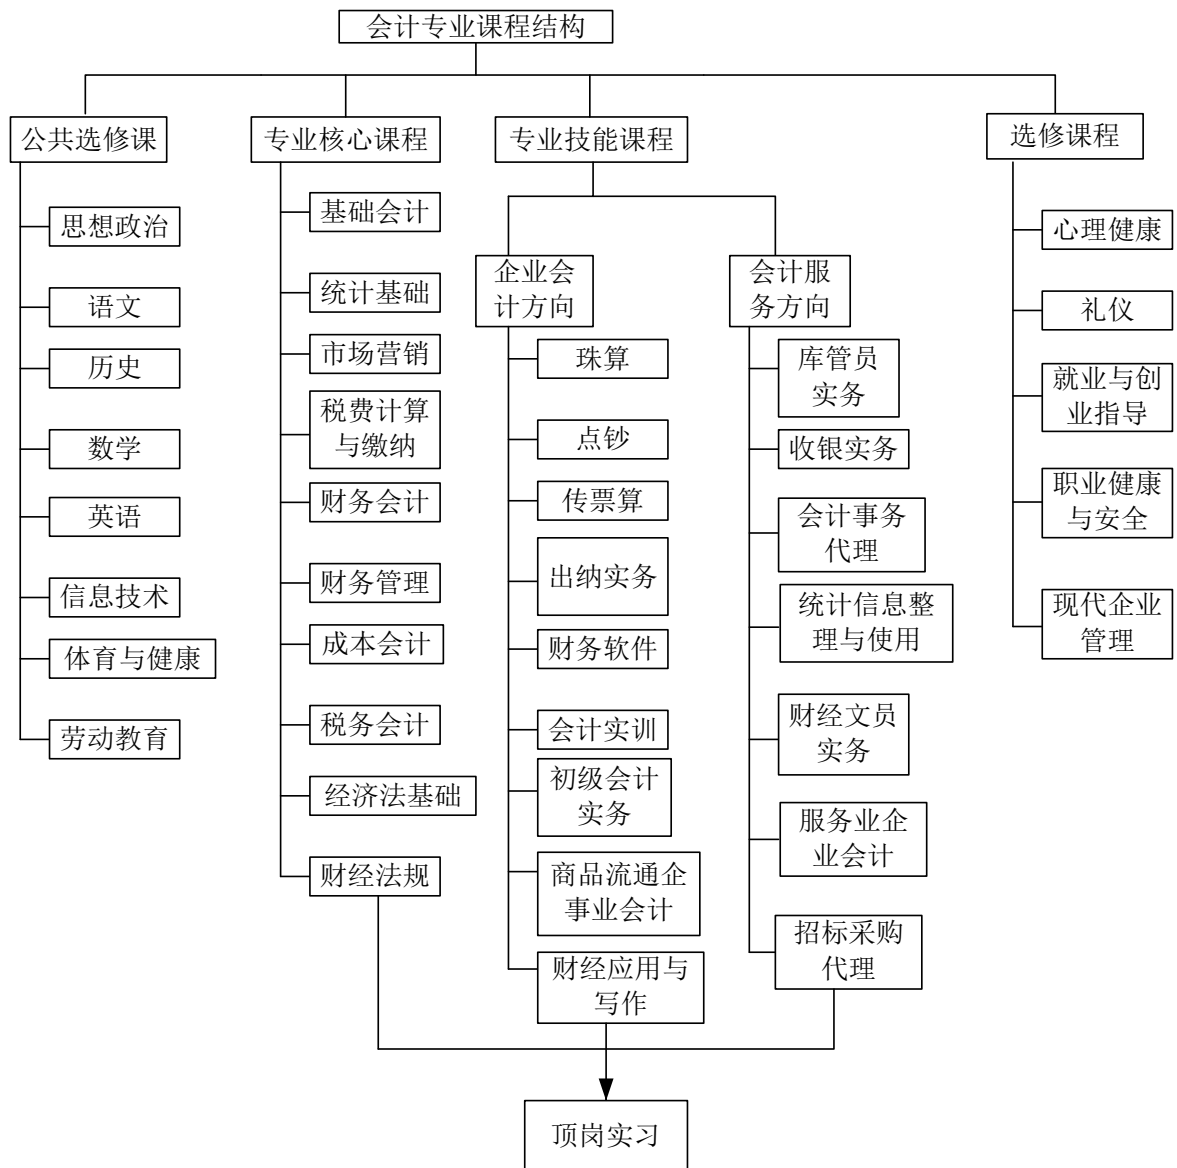 会计专业课程结构
公共选修课
专业核心课程
专业技能课程
选修课程
思想政治
语文
历史
数学
英语
信息技术
体育与健康
劳动教育
基础会计
统计基础
市场营销
税费计算
与缴纳
财务会计
财务管理
成本会计
税务会计
经济法基础
财经法规
企业会
计方向
珠算
点钞
传票算
出纳实务
财务软件
会计实训
初级会计
实务
商品流通企
事业会计
财经应用与
写作
会计服
务方向
库管员
实务
收银实务
会计事务
代理
统计信息整
理与使用
财经文员
实务
服务业企
业会计
招标采购
代理
心理健康
礼仪
就业与创
业指导
职业健康
与安全
现代企业
管理
顶岗实习